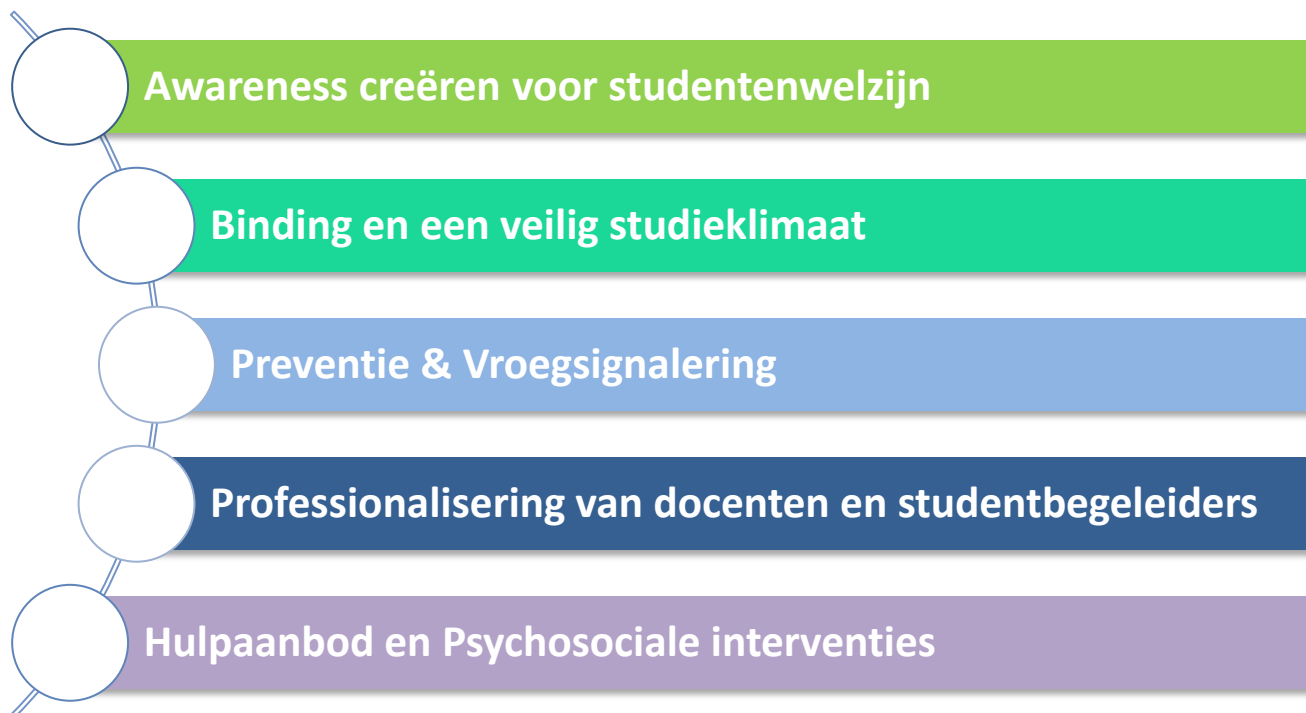 Awareness creëren voor studentenwelzijn
Binding en een veilig studieklimaat
Preventie & Vroegsignalering
Professionalisering van docenten en studentbegeleiders
Hulpaanbod en Psychosociale interventies